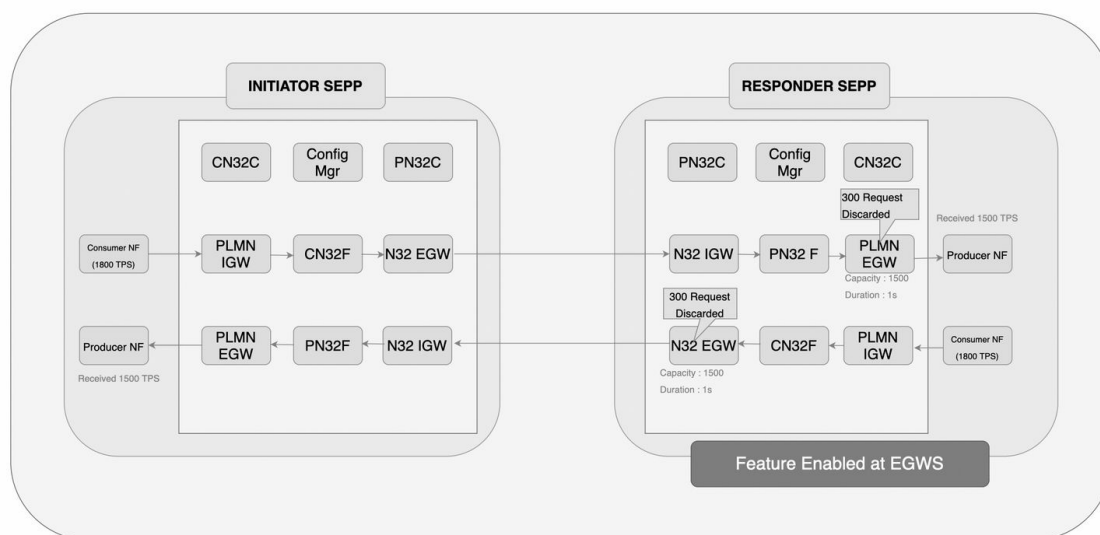 INITIATOR SEPP
RESPONDER SEPP
CN32C
Config
Mgr
PN32C
PN32C
Config
Mgr
CN32C
300 Request
Discarded
Received 1500 TPS
Consumer NF
(1800 TPS)
PLMN
IGW
CN32F
N32 EGW
N32 IGW
PN32 F
PLMN
EGW
Producer NF
Capacity : 1500
Duration : 1s
300 Request
Discarded
Producer NF
PLMN
EGW
PN32F
N32 IGW
N32 EGW
CN32F
PLMN
IGW
Consumer NF
(1800 TPS)
Received 1500 TPS
Capacity : 1500
Duration : 1s
Feature Enabled at EGWS